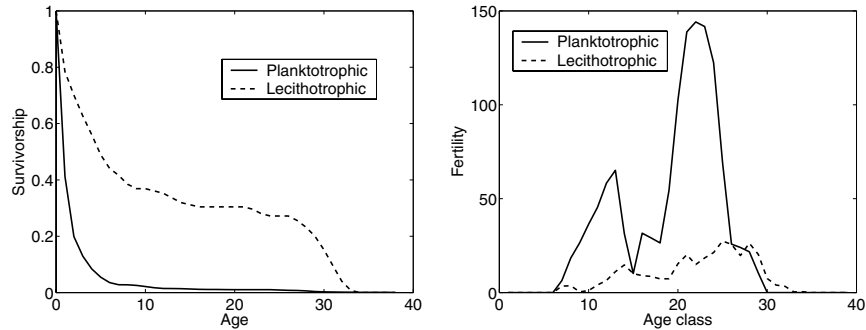 1
0.8
0.6
0.4
0.2
0
Survivorship
Planktotrophic
Lecithotrophic
0 10 20 30 40
Age
150
100
50
0
Fertility
Planktotrophic
Lecithotrophic
0 10 20 30 40
Age class